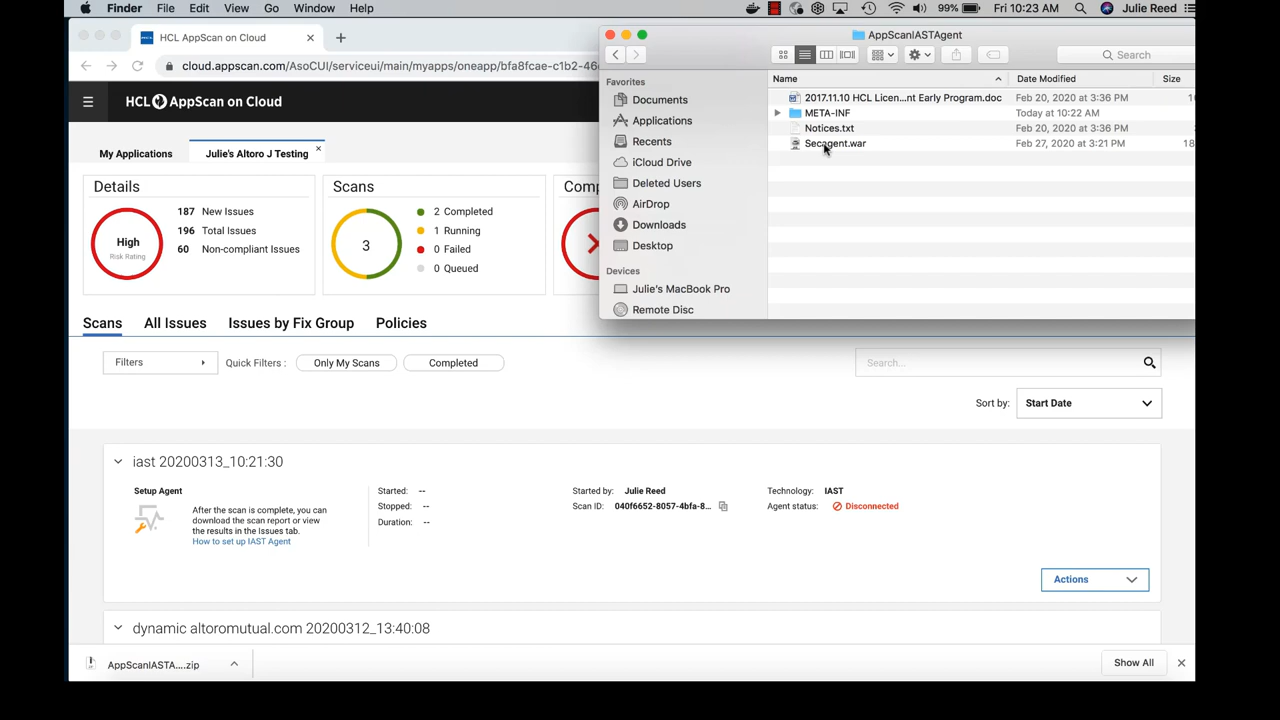 Finder File Edit View Go Window Help 99% Fri 10:23 AM Julie Reed
HCL AppScan on Cloud
AppScanIASTAgent
cloud.appscan.com/AsoCUI/serviceui/main/myapps/oneapp/bfa8fcae-c1b2-46
Search
Favorites
Documents
Applications
Recents
iCloud Drive
Deleted Users
AirDrop
Downloads
Desktop
Devices
Julie's MacBook Pro
Remote Disc
Name Date Modified Size
2017.11.10 HCL Licen...nt Early Program.doc Feb 20, 2020 at 3:36 PM
META-INF Today at 10:22 AM
Notices.txt Feb 20, 2020 at 3:36 PM
Secagent.war Feb 27, 2020 at 3:21 PM 18
HCL AppScan on Cloud
My Applications Julie's Altoro J Testing
Details
High
Risk Rating
187 New Issues
196 Total Issues
60 Non-compliant Issues
Scans
3
2 Completed
1 Running
0 Failed
0 Queued
Comp
Scans All Issues Issues by Fix Group Policies
Filters Quick Filters : Only My Scans Completed Search...
Sort by: Start Date
iast 20200313_10:21:30
Setup Agent
After the scan is complete, you can
download the scan report or view
the results in the Issues tab.
How to set up IAST Agent
Started: --
Stopped: --
Duration: --
Started by: Julie Reed
Scan ID: 040f6652-8057-4bfa-8...
Technology: IAST
Agent status: Disconnected
Actions
dynamic altoromutual.com 20200312_13:40:08
AppScanIASTA....zip Show All